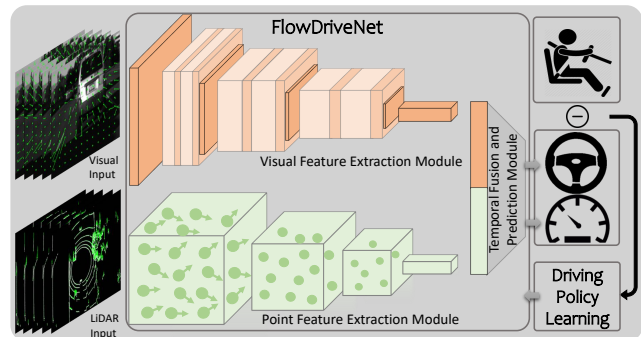 FlowDriveNet
Visual
Input
Visual Feature Extraction Module
Temporal Fusion and
Prediction Module
LiDAR
Input
Point Feature Extraction Module
Driving
Policy
Learning